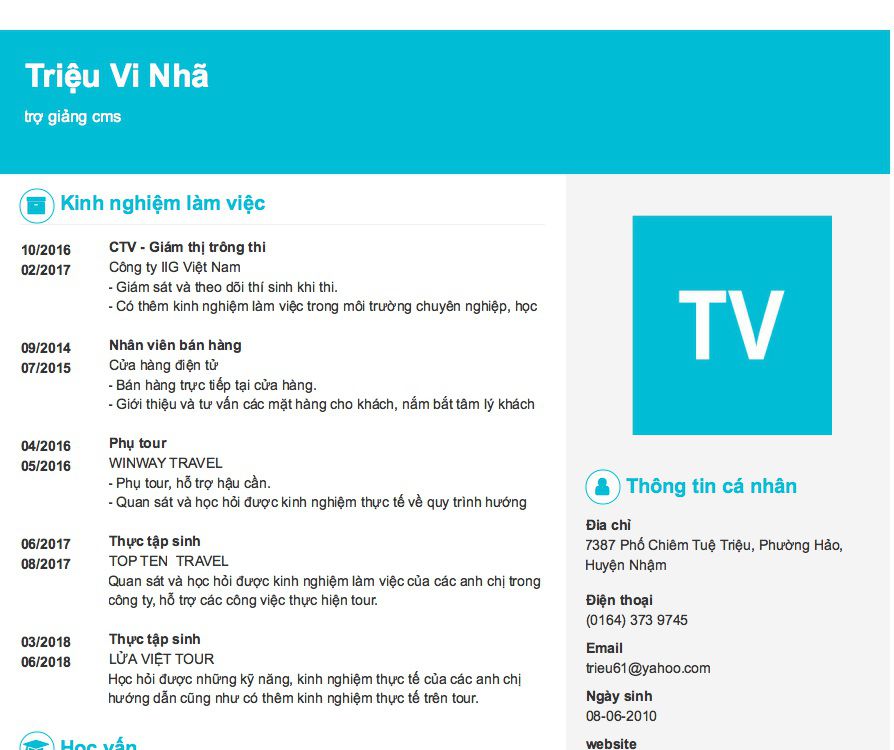 Triệu Vi Nhã
trợ giảng cms
Kinh nghiệm làm việc
10/2016
02/2017
CTV - Giám thị trông thi
Công ty IIG Việt Nam
- Giám sát và theo dõi thí sinh khi thi.
- Có thêm kinh nghiệm làm việc trong môi trường chuyên nghiệp, học
09/2014
07/2015
Nhân viên bán hàng
Cửa hàng điện tử
- Bán hàng trực tiếp tại cửa hàng.
- Giới thiệu và tư vấn các mặt hàng cho khách, nắm bắt tâm lý khách
04/2016
05/2016
Phụ tour
WINWAY TRAVEL
- Phụ tour, hỗ trợ hậu cần.
- Quan sát và học hỏi được kinh nghiệm thực tế về quy trình hướng
06/2017
08/2017
Thực tập sinh
TOP TEN  TRAVEL
Quan sát và học hỏi được kinh nghiệm làm việc của các anh chị trong
công ty, hỗ trợ các công việc thực hiện tour.
03/2018
06/2018
Thực tập sinh
LỬA VIỆT TOUR
Học hỏi được những kỹ năng, kinh nghiệm thực tế của các anh chị
hướng dẫn cũng như có thêm kinh nghiệm thực tế trên tour.
Học vấn
TV
Thông tin cá nhân
Địa chỉ
7387 Phố Chiêm Tuệ Triệu, Phường Hảo,
Huyện Nhậm
Điện thoại
(0164) 373 9745
Email
trieu61@yahoo.com
Ngày sinh
08-06-2010
website